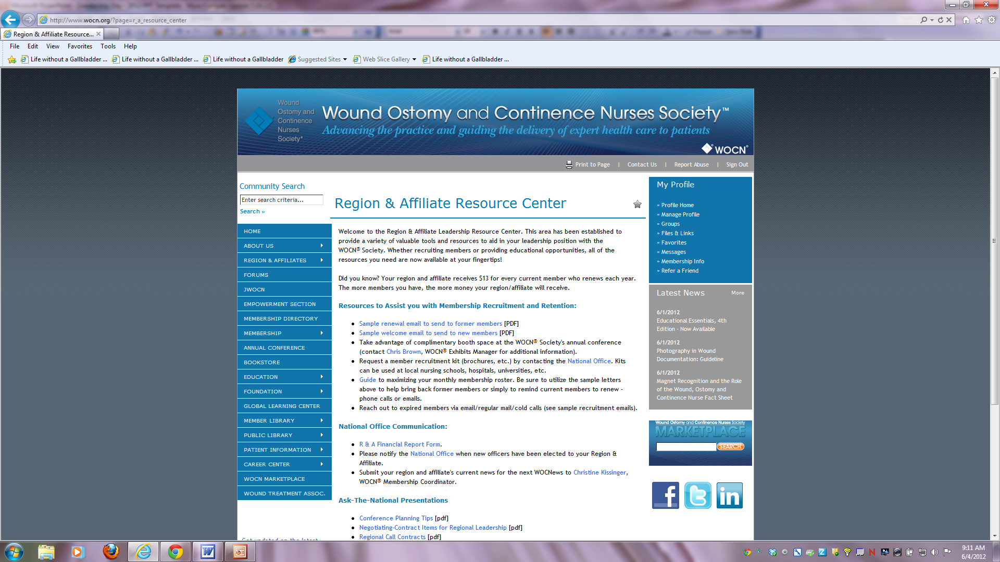 http://www.wocn.org/?page=r_a_resource_center
Region & Affiliate Resource...
File Edit View Favorites Tools Help
Life without a Gallbladder ... Life without a Gallbladder ... Life without a Gallbladder Suggested Sites Web Slice Gallery Life without a Gallbladder ...
Wound
Ostomy and
Continence
Nurses
Society®
Wound Ostomy and Continence Nurses Society™
Advancing the practice and guiding the delivery of expert health care to patients
WOCN®
Print to Page | Contact Us | Report Abuse | Sign Out
Community Search
Enter search criteria...
Search »
HOME
ABOUT US
REGION & AFFILIATES
FORUMS
JWOCN
EMPOWERMENT SECTION
MEMBERSHIP DIRECTORY
MEMBERSHIP
ANNUAL CONFERENCE
BOOKSTORE
EDUCATION
FOUNDATION
GLOBAL LEARNING CENTER
MEMBER LIBRARY
PUBLIC LIBRARY
PATIENT INFORMATION
CAREER CENTER
WOCN MARKETPLACE
WOUND TREATMENT ASSOC.
Get updated on the latest
Region & Affiliate Resource Center
Welcome to the Region & Affiliate Leadership Resource Center. This area has been established to
provide a variety of valuable tools and resources to aid in your leadership position with the
WOCN® Society. Whether recruiting members or providing educational opportunities, all of the
resources you need are now available at your fingertips!
Did you know? Your region and affiliate receives $13 for every current member who renews each year.
The more members you have, the more money your region/affiliate will receive.
Resources to Assist you with Membership Recruitment and Retention:
• Sample renewal email to send to former members [PDF]
• Sample welcome email to send to new members [PDF]
• Take advantage of complimentary booth space at the WOCN® Society's annual conference
(contact Chris Brown, WOCN® Exhibits Manager for additional information).
• Request a member recruitment kit (brochures, etc.) by contacting the National Office. Kits
can be used at local nursing schools, hospitals, universities, etc.
• Guide to maximizing your monthly membership roster. Be sure to utilize the sample letters
above to help bring back former members or simply to remind current members to renew -
phone calls or emails.
• Reach out to expired members via email/regular mail/cold calls (see sample recruitment emails).
National Office Communication:
• R & A Financial Report Form.
• Please notify the National Office when new officers have been elected to your Region &
Affiliate.
• Submit your region and affiliate's current news for the next WOCNews to Christine Kissinger,
WOCN® Membership Coordinator.
Ask-The-National Presentations
• Conference Planning Tips [pdf]
• Negotiating-Contract Items for Regional Leadership [pdf]
• Regional Call Contracts [pdf]
My Profile
» Profile Home
» Manage Profile
» Groups
» Files & Links
» Favorites
» Messages
» Membership Info
» Refer a Friend
Latest News More
6/1/2012
Educational Essentials, 4th
Edition - Now Available
6/1/2012
Photography in Wound
Documentation: Guideline
6/1/2012
Magnet Recognition and the Role
of the Wound, Ostomy and
Continence Nurse Fact Sheet
Wound Ostomy and Continence Nurses Society
MARKETPLACE
SEARCH
9:11 AM
6/4/2012